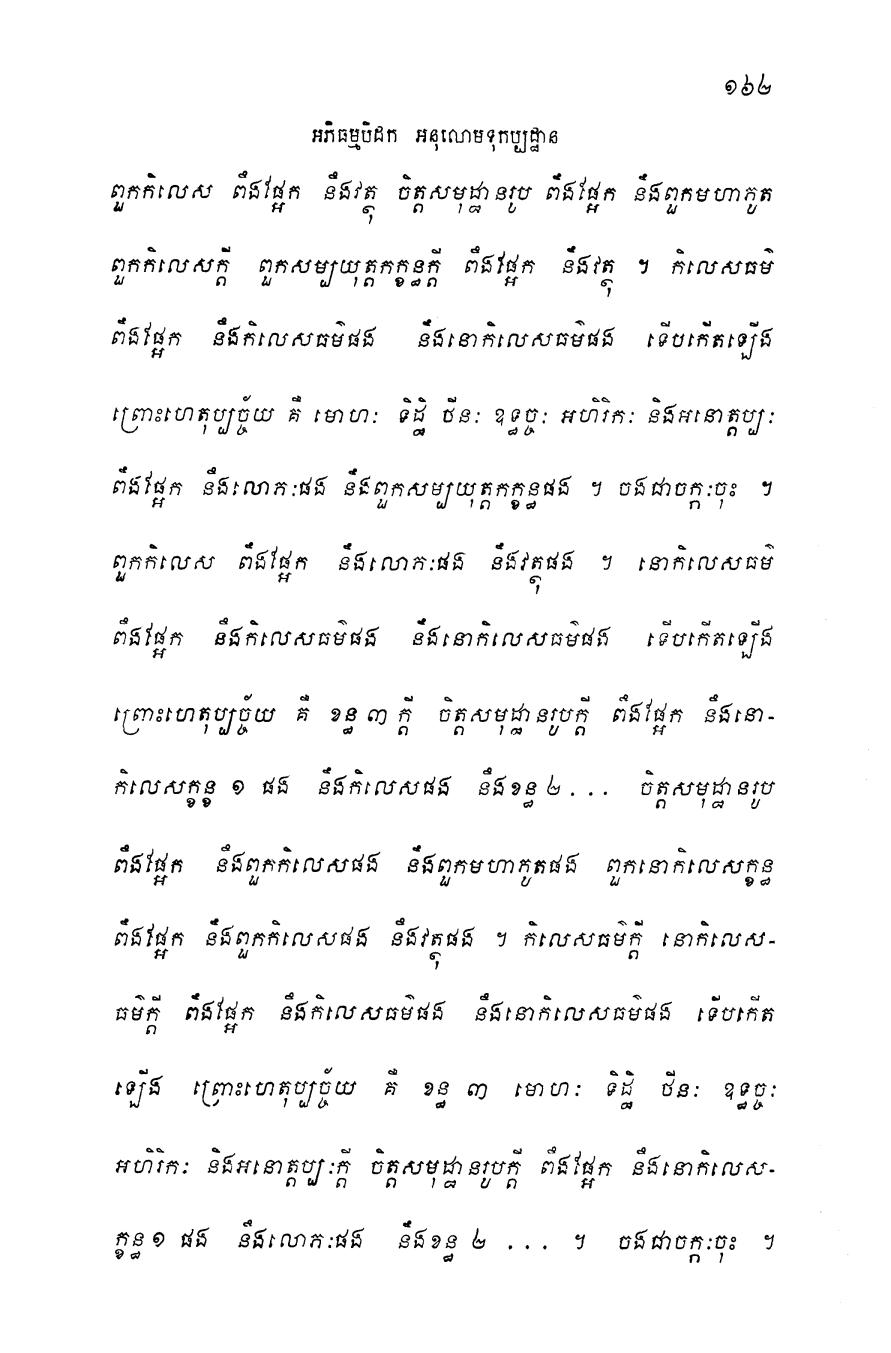 ១៦២
អភិធម្មបិដក អនុលោមទុកប្បដ្ឋាន
ពួកកិលេស ពឹងផ្អែក នឹងវត្ថុ ចិត្តសមុដ្ឋានរូប ពឹងផ្អែក នឹងពួកមហាភូត
ពួកកិលេសក្តី ពួកសម្បយុត្តកក្ខន្ធក្តី ពឹងផ្អែក នឹងវត្ថុ ។ កិលេសធម៌
ពឹងផ្អែក នឹងកិលេសធម៌ផង នឹងនោកិលេសធម៌ផង ទើបកើតឡើង
ព្រោះហេតុប្បច្ច័យ គឺ មោហៈ ទិដ្ឋិ ថីនៈ ឧទ្ធច្ចៈ អហិរិកៈ និងអនោត្តប្បៈ
ពឹងផ្អែក នឹងលោភៈផង នឹងពួកសម្បយុត្តកក្ខន្ធផង ។ ចងជាចក្កៈចុះ ។
ពួកកិលេស ពឹងផ្អែក នឹងលោភៈផង នឹងវត្ថុផង ។ នោកិលេសធម៌
ពឹងផ្អែក នឹងកិលេសធម៌ផង នឹងនោកិលេសធម៌ផង ទើបកើតឡើង
ព្រោះហេតុប្បច្ច័យ គឺ ខន្ធ ៣ ក្តី ចិត្តសមុដ្ឋានរូបក្តី ពឹងផ្អែក នឹងនោ-
កិលេសក្ខន្ធ ១ ផង នឹងកិលេសផង នឹងខន្ធ ២ ... ចិត្តសមុដ្ឋានរូប
ពឹងផ្អែក នឹងពួកកិលេសផង នឹងពួកមហាភូតផង ពួកនោកិលេសក្ខន្ធ
ពឹងផ្អែក នឹងពួកកិលេសផង នឹងវត្ថុផង ។ កិលេសធម៌ក្តី នោកិលេស-
ធម៌ក្តី ពឹងផ្អែក នឹងកិលេសធម៌ផង នឹងនោកិលេសធម៌ផង ទើបកើត
ឡើង ព្រោះហេតុប្បច្ច័យ គឺ ខន្ធ ៣ មោហៈ ទិដ្ឋិ ថីនៈ ឧទ្ធច្ចៈ
អហិរិកៈ និងអនោត្តប្បៈក្តី ចិត្តសមុដ្ឋានរូបក្តី ពឹងផ្អែក នឹងនោកិលេស-
ក្ខន្ធ ១ ផង នឹងលោភៈផង នឹងខន្ធ ២ ... ។ ចងជាចក្កៈចុះ ។